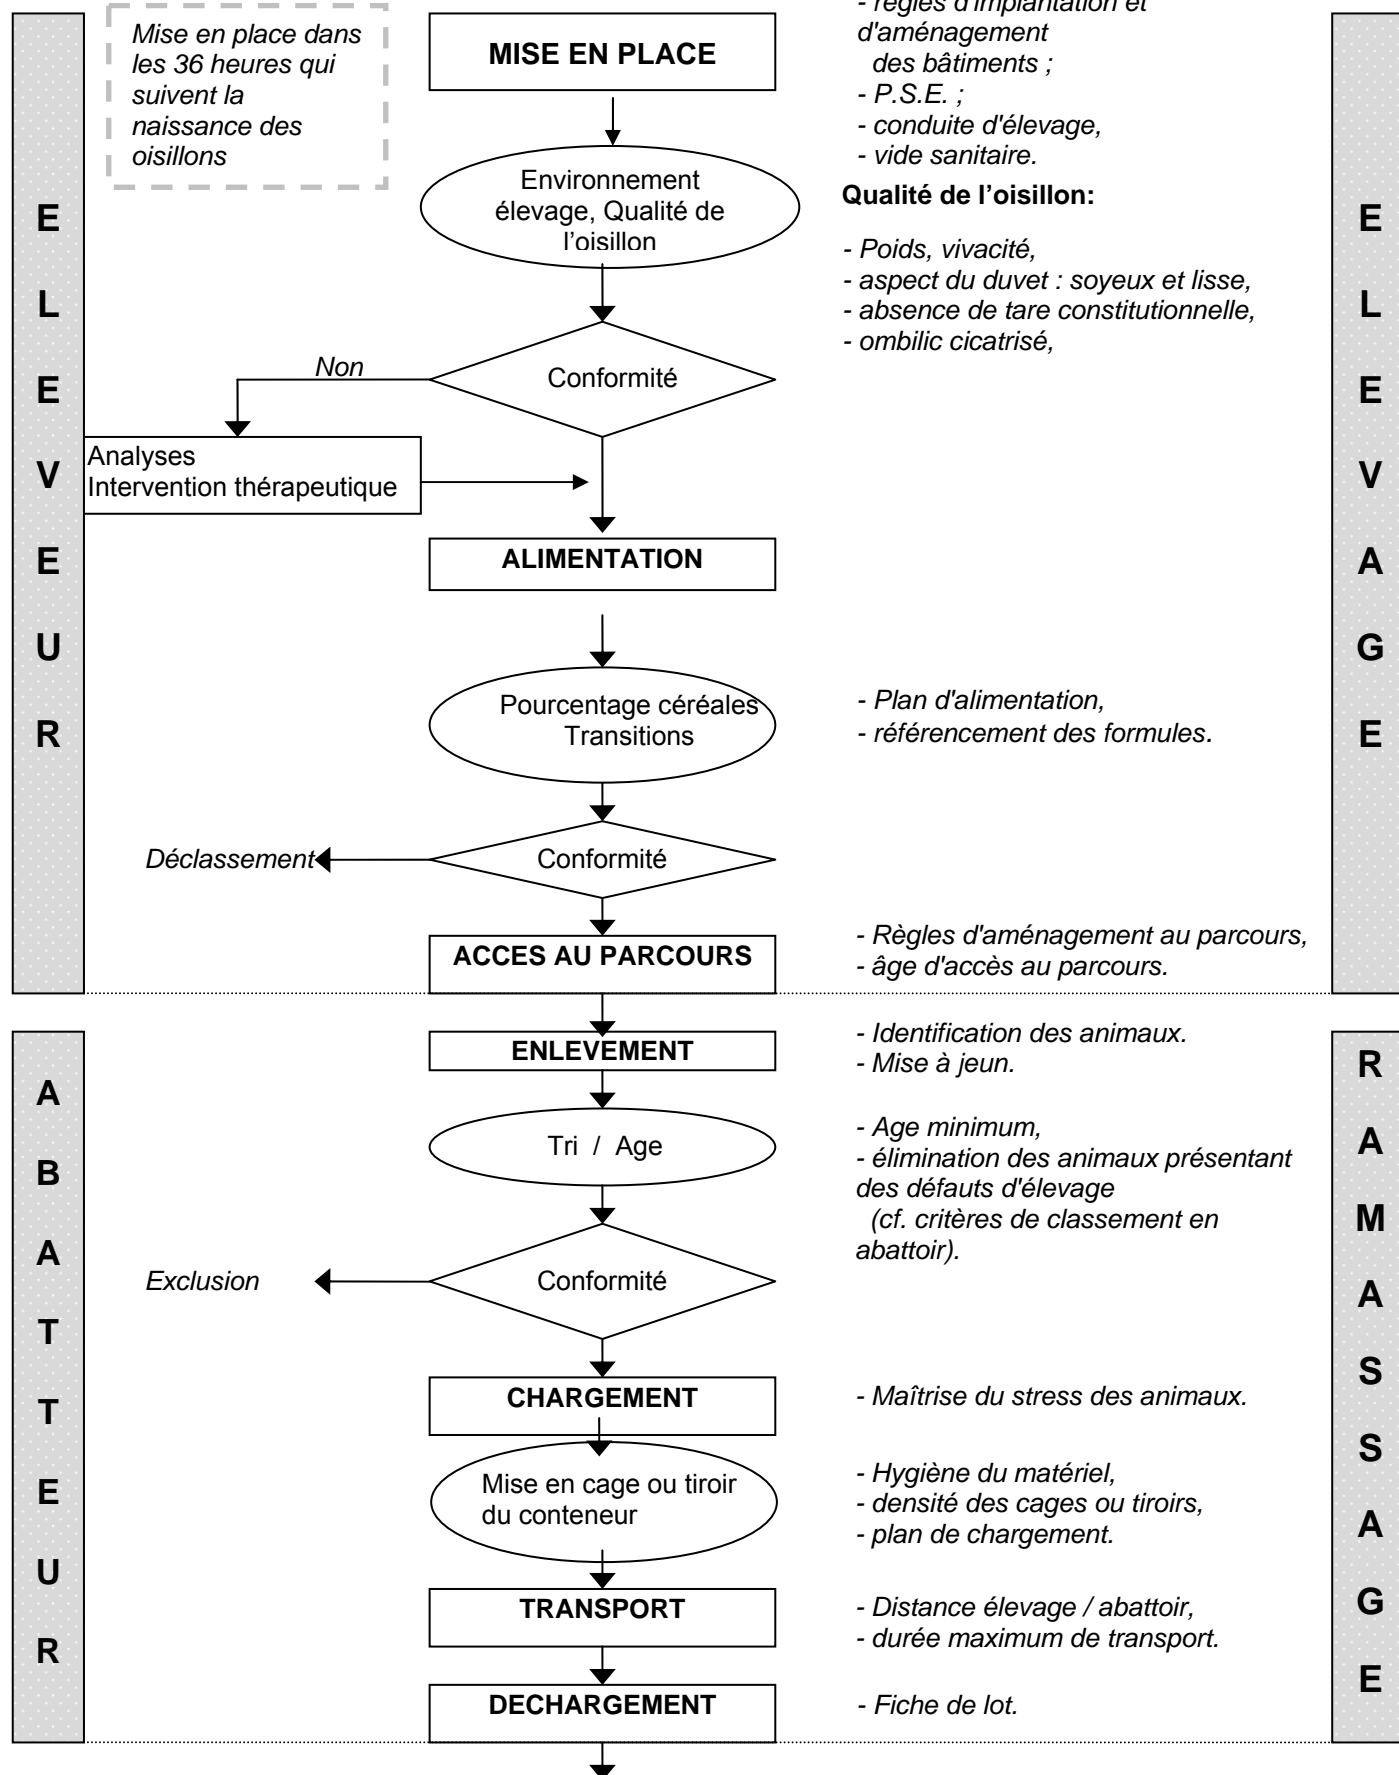 - règles d'implantation et
d'aménagement
des bâtiments ;
- P.S.E. ;
- conduite d'élevage,
- vide sanitaire.
Mise en place dans
les 36 heures qui
suivent la
naissance des
oisillons
MISE EN PLACE
Environnement
élevage, Qualité de
l'oisillon
Qualité de l’oisillon:
- Poids, vivacité,
- aspect du duvet : soyeux et lisse,
- absence de tare constitutionnelle,
- ombilic cicatrisé,
Non
Conformité
Analyses
Intervention thérapeutique
ALIMENTATION
Pourcentage céréales
Transitions
- Plan d'alimentation,
- référencement des formules.
Déclassement
Conformité
ACCES AU PARCOURS
- Règles d'aménagement au parcours,
- âge d'accès au parcours.
E
L
E
V
E
U
R
E
L
E
V
A
G
E
ENLEVEMENT
- Identification des animaux.
- Mise à jeun.
Tri / Age
- Age minimum,
- élimination des animaux présentant
des défauts d'élevage
(cf. critères de classement en
abattoir).
Exclusion
Conformité
CHARGEMENT
- Maîtrise du stress des animaux.
Mise en cage ou tiroir
du conteneur
- Hygiène du matériel,
- densité des cages ou tiroirs,
- plan de chargement.
TRANSPORT
- Distance élevage / abattoir,
- durée maximum de transport.
DECHARGEMENT
- Fiche de lot.
A
B
A
T
T
E
U
R
R
A
M
A
S
S
A
G
E